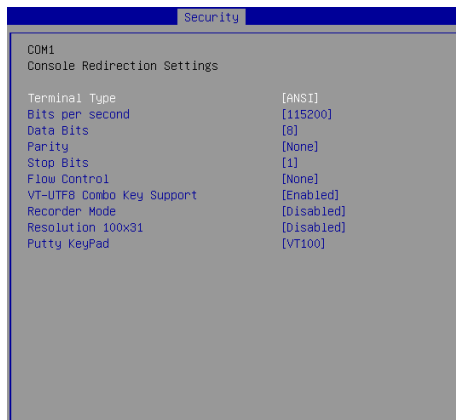 Security
COM1
Console Redirection Settings
Terminal Type [ANSI]
Bits per second [115200]
Data Bits [8]
Parity [None]
Stop Bits [1]
Flow Control [None]
VT-UTF8 Combo Key Support [Enabled]
Recorder Mode [Disabled]
Resolution 100x31 [Disabled]
Putty KeyPad [VT100]